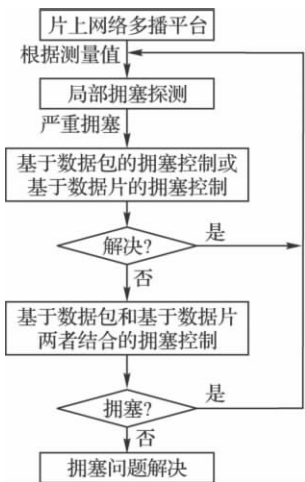 片上网络多播平台
根据测量值
局部拥塞探测
严重拥塞
基于数据包的拥塞控制或
基于数据片的拥塞控制
解决?
是
否
基于数据包和基于数据片
两者结合的拥塞控制
拥塞?
是
否
拥塞问题解决